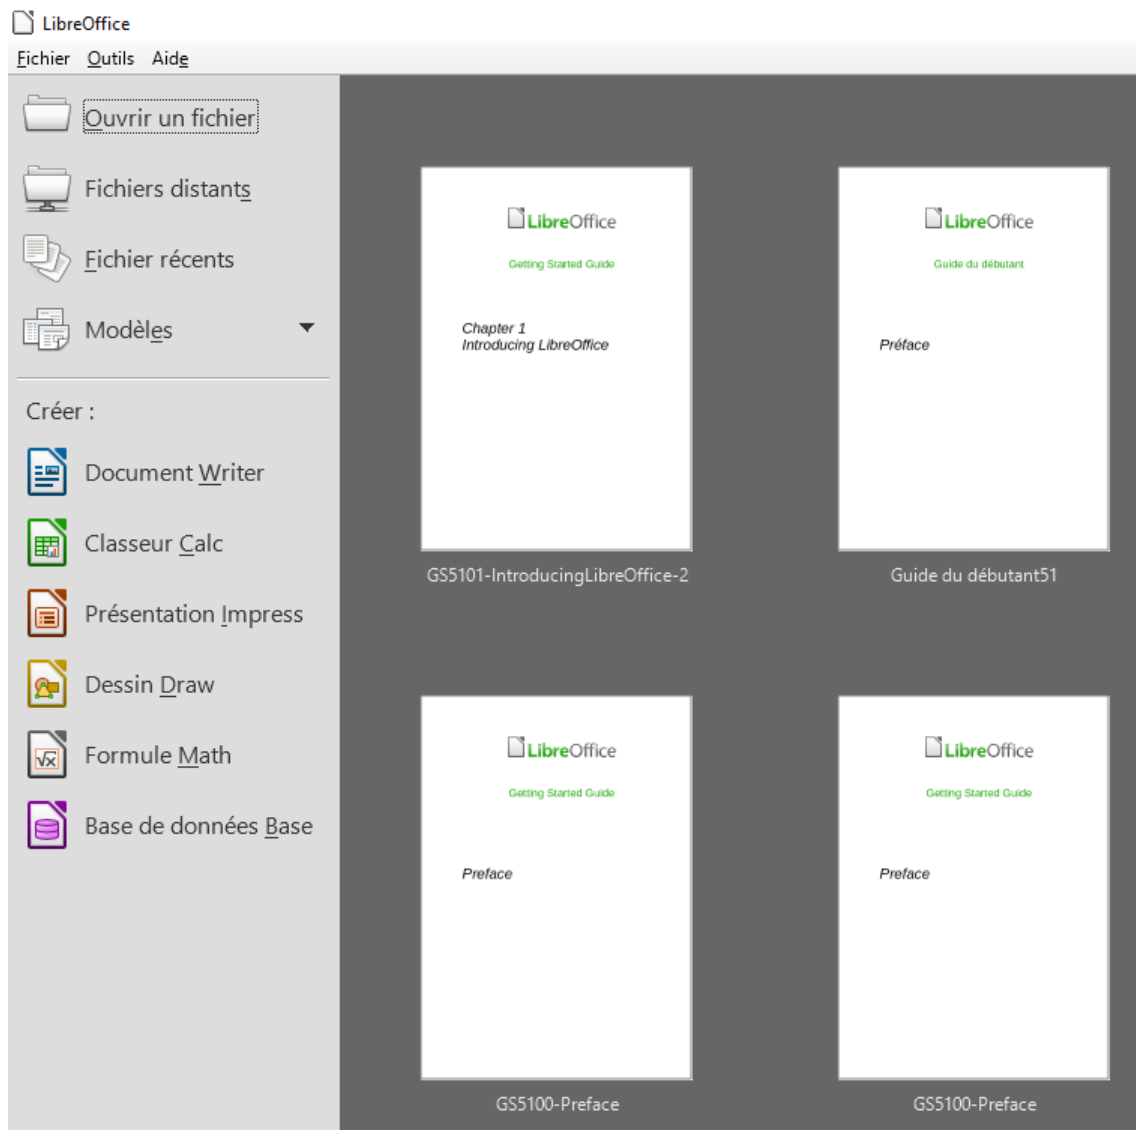 LibreOffice
Fichier Outils Aide
Ouvrir un fichier
Fichiers distants
Fichier récents
Modèles
Créer :
Document Writer
Classeur Calc
Présentation Impress
Dessin Draw
Formule Math
Base de données Base
LibreOffice
Getting Started Guide
Chapter 1
Introducing LibreOffice
GS5101-IntroducingLibreOffice-2
LibreOffice
Guide du débutant
Préface
Guide du débutant51
LibreOffice
Getting Started Guide
Preface
GS5100-Preface
LibreOffice
Getting Started Guide
Preface
GS5100-Preface